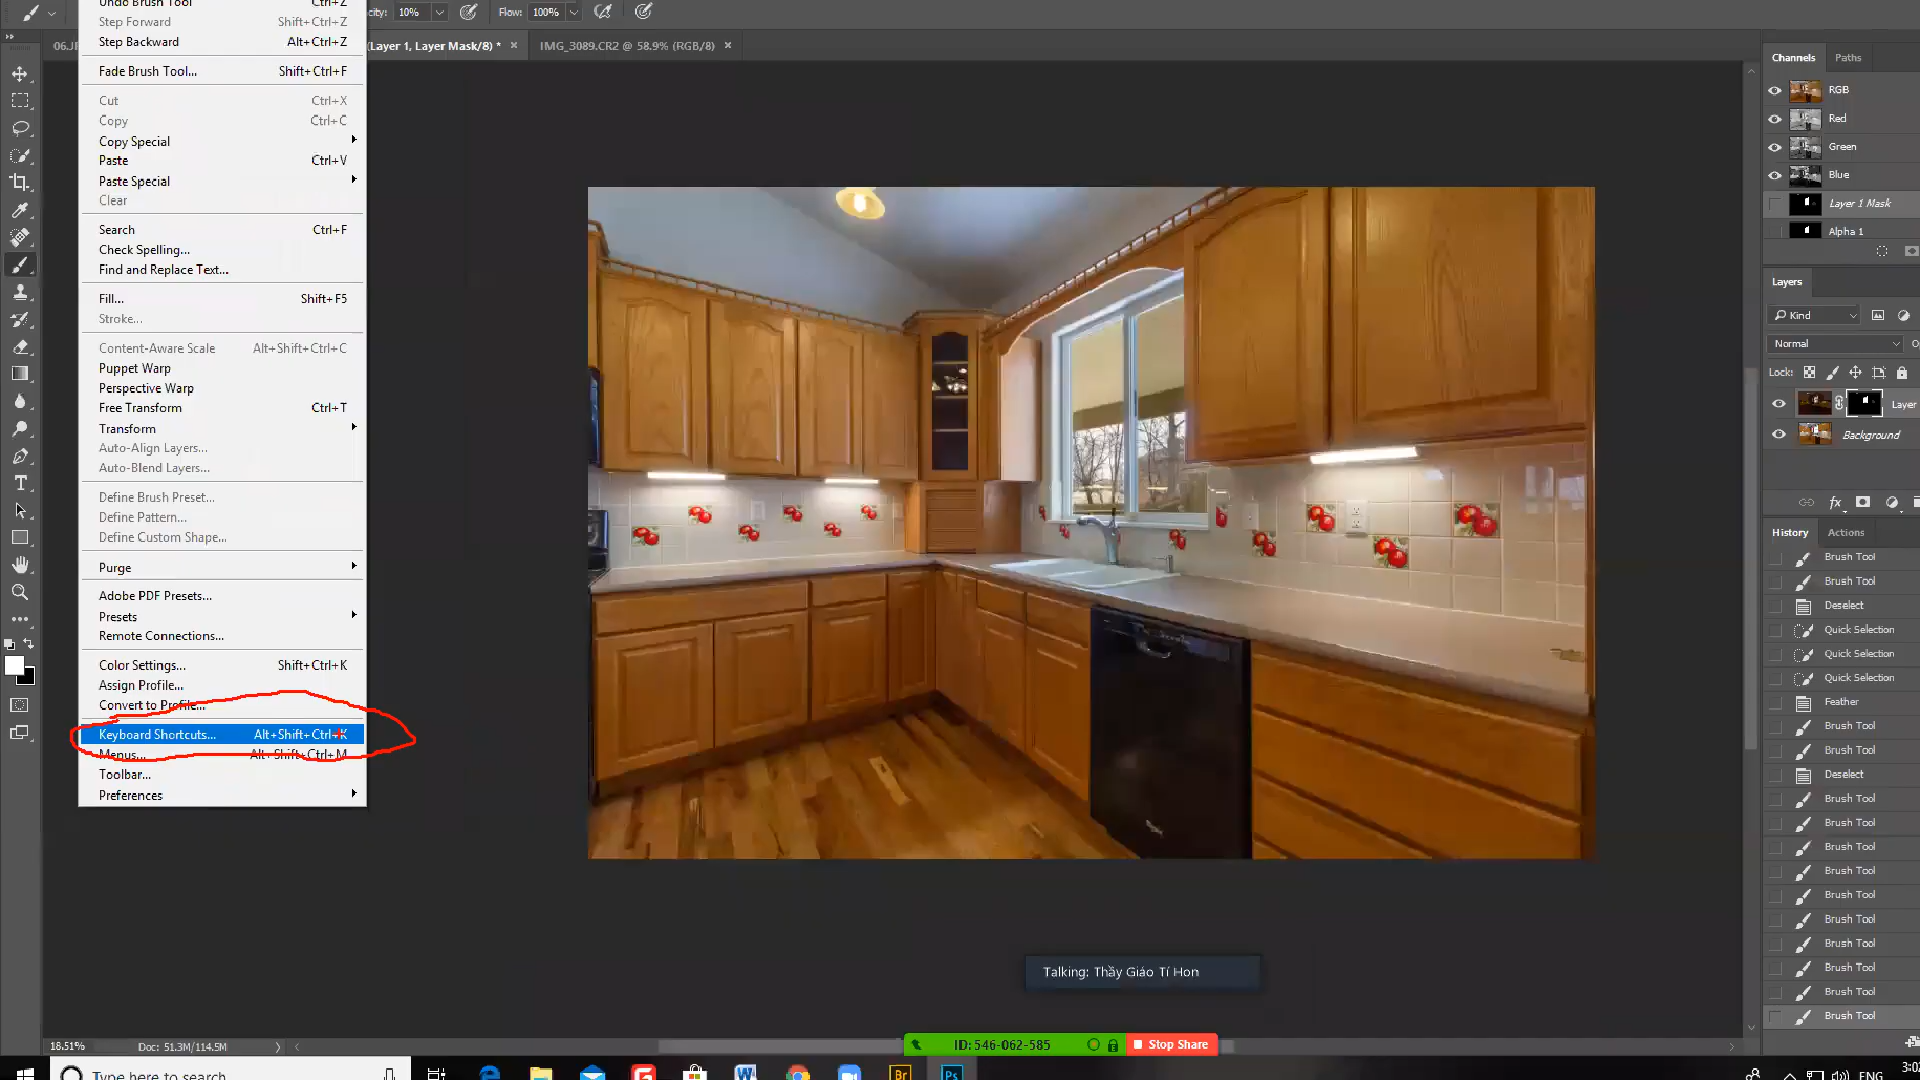 Undo Brush Tool Ctrl+Z
Step Forward Shift+Ctrl+Z
Step Backward Alt+Ctrl+Z
Fade Brush Tool... Shift+Ctrl+F
Cut Ctrl+X
Copy Ctrl+C
Copy Special
Paste Ctrl+V
Paste Special
Clear
Search Ctrl+F
Check Spelling...
Find and Replace Text...
Fill... Shift+F5
Stroke...
Content-Aware Scale Alt+Shift+Ctrl+C
Puppet Warp
Perspective Warp
Free Transform Ctrl+T
Transform
Auto-Align Layers...
Auto-Blend Layers...
Define Brush Preset...
Define Pattern...
Define Custom Shape...
Purge
Adobe PDF Presets...
Presets
Remote Connections...
Color Settings... Shift+Ctrl+K
Assign Profile...
Convert to Profile...
Keyboard Shortcuts... Alt+Shift+Ctrl+K
Menus... Alt+Shift+Ctrl+M
Toolbar...
Preferences
10% Flow: 100%
(Layer 1, Layer Mask/8) * × IMG_3089.CR2 @ 58.9% (RGB/8) ×
Channels Paths
RGB
Red
Green
Blue
Layer 1 Mask
Alpha 1
Layers
Kind
Normal
Lock:
Layer
Background
History Actions
Brush Tool
Brush Tool
Deselect
Quick Selection
Quick Selection
Quick Selection
Feather
Brush Tool
Brush Tool
Deselect
Brush Tool
Brush Tool
Brush Tool
Brush Tool
Brush Tool
Brush Tool
Brush Tool
Brush Tool
Brush Tool
Brush Tool
Talking: Thầy Giáo Tí Hon
18.51% Doc: 51.3M/114.5M
ID: 546-062-585 Stop Share
Type here to search
Br Ps
ENG